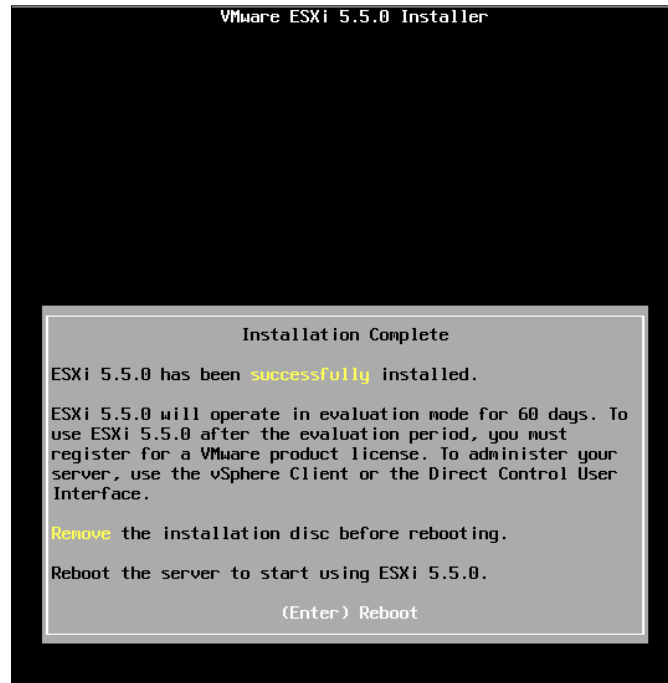 VMware ESXi 5.5.0 Installer
Installation Complete
ESXi 5.5.0 has been successfully installed.
ESXi 5.5.0 will operate in evaluation mode for 60 days. To
use ESXi 5.5.0 after the evaluation period, you must
register for a VMware product license. To administer your
server, use the vSphere Client or the Direct Control User
Interface.
Remove the installation disc before rebooting.
Reboot the server to start using ESXi 5.5.0.
(Enter) Reboot